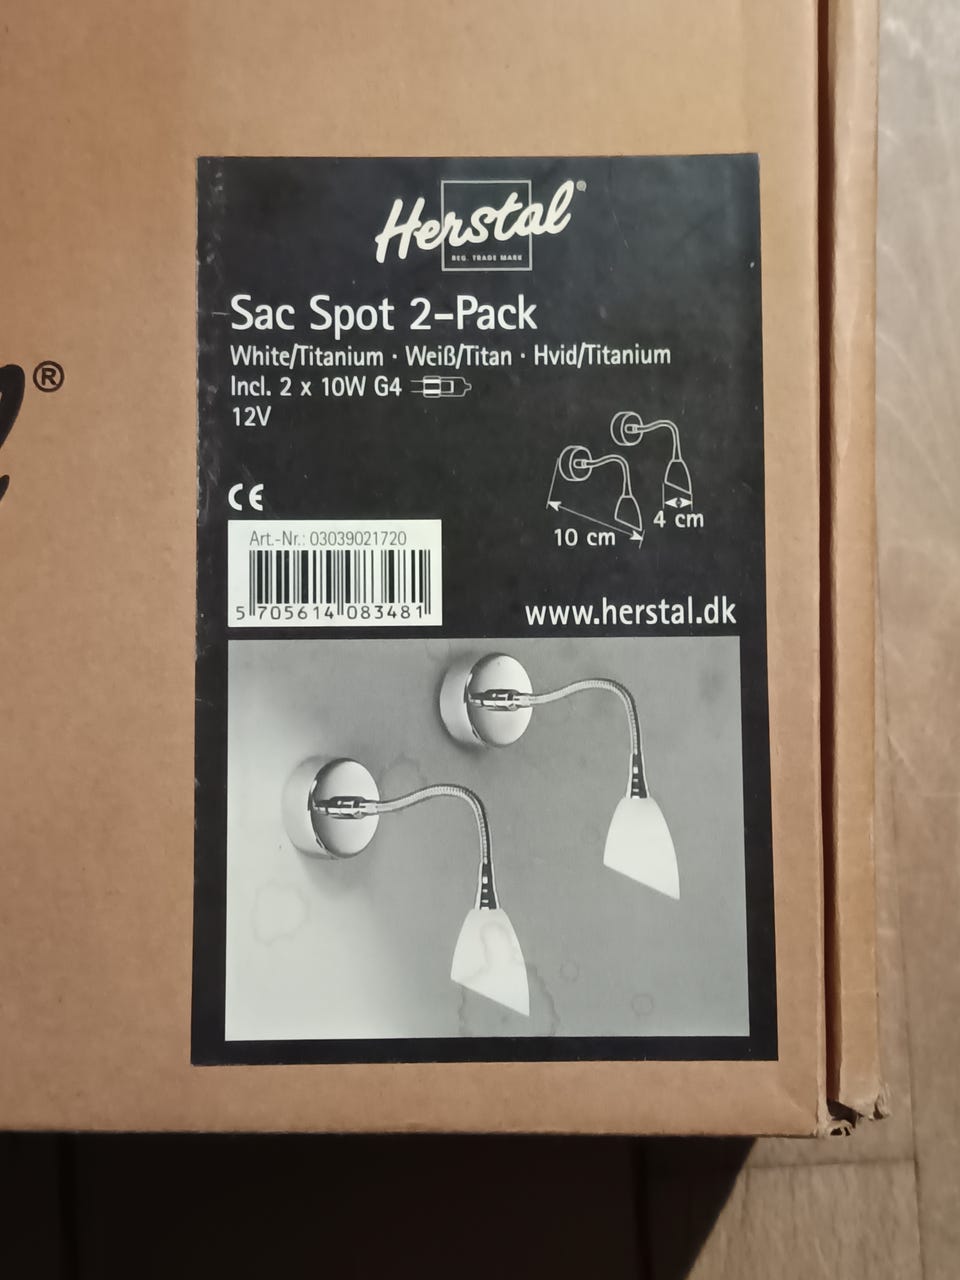 Herstal®
REG. TRADE MARK
Sac Spot 2-Pack
White/Titanium · Weiß/Titan · Hvid/Titanium
Incl. 2 x 10W G4
12V
CE
4 cm
10 cm
Art.-Nr.: 03039021720
5 705614 083481
www.herstal.dk
®